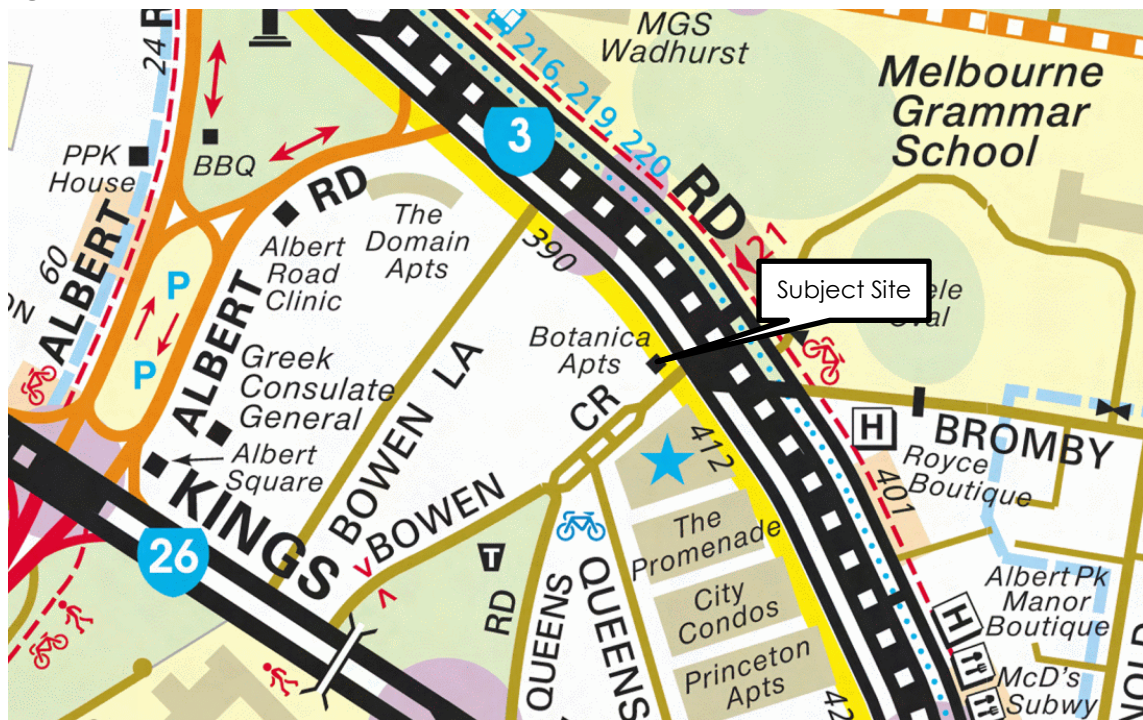 24
R
MGS
Wadhurst
216, 219, 220
3
Melbourne
Grammar
School
PPK
House
BBQ
RD
RD
The
Domain
Apts
21
390
60
ALBERT
P
P
Albert
Road
Clinic
Subject Site
ele
Oval
ALBERT
Greek
Consulate
General
Botanica
Apts
CR
BOWEN LA
Albert
Square
KINGS
26
BOWEN
412
H
BROMBY
Royce
Boutique
401
The
Promenade
T
RD
QUEENS
QUEENS
City
Condos
Albert Pk
Manor
Boutique
H
Princeton
Apts
McD's
Subwy
42